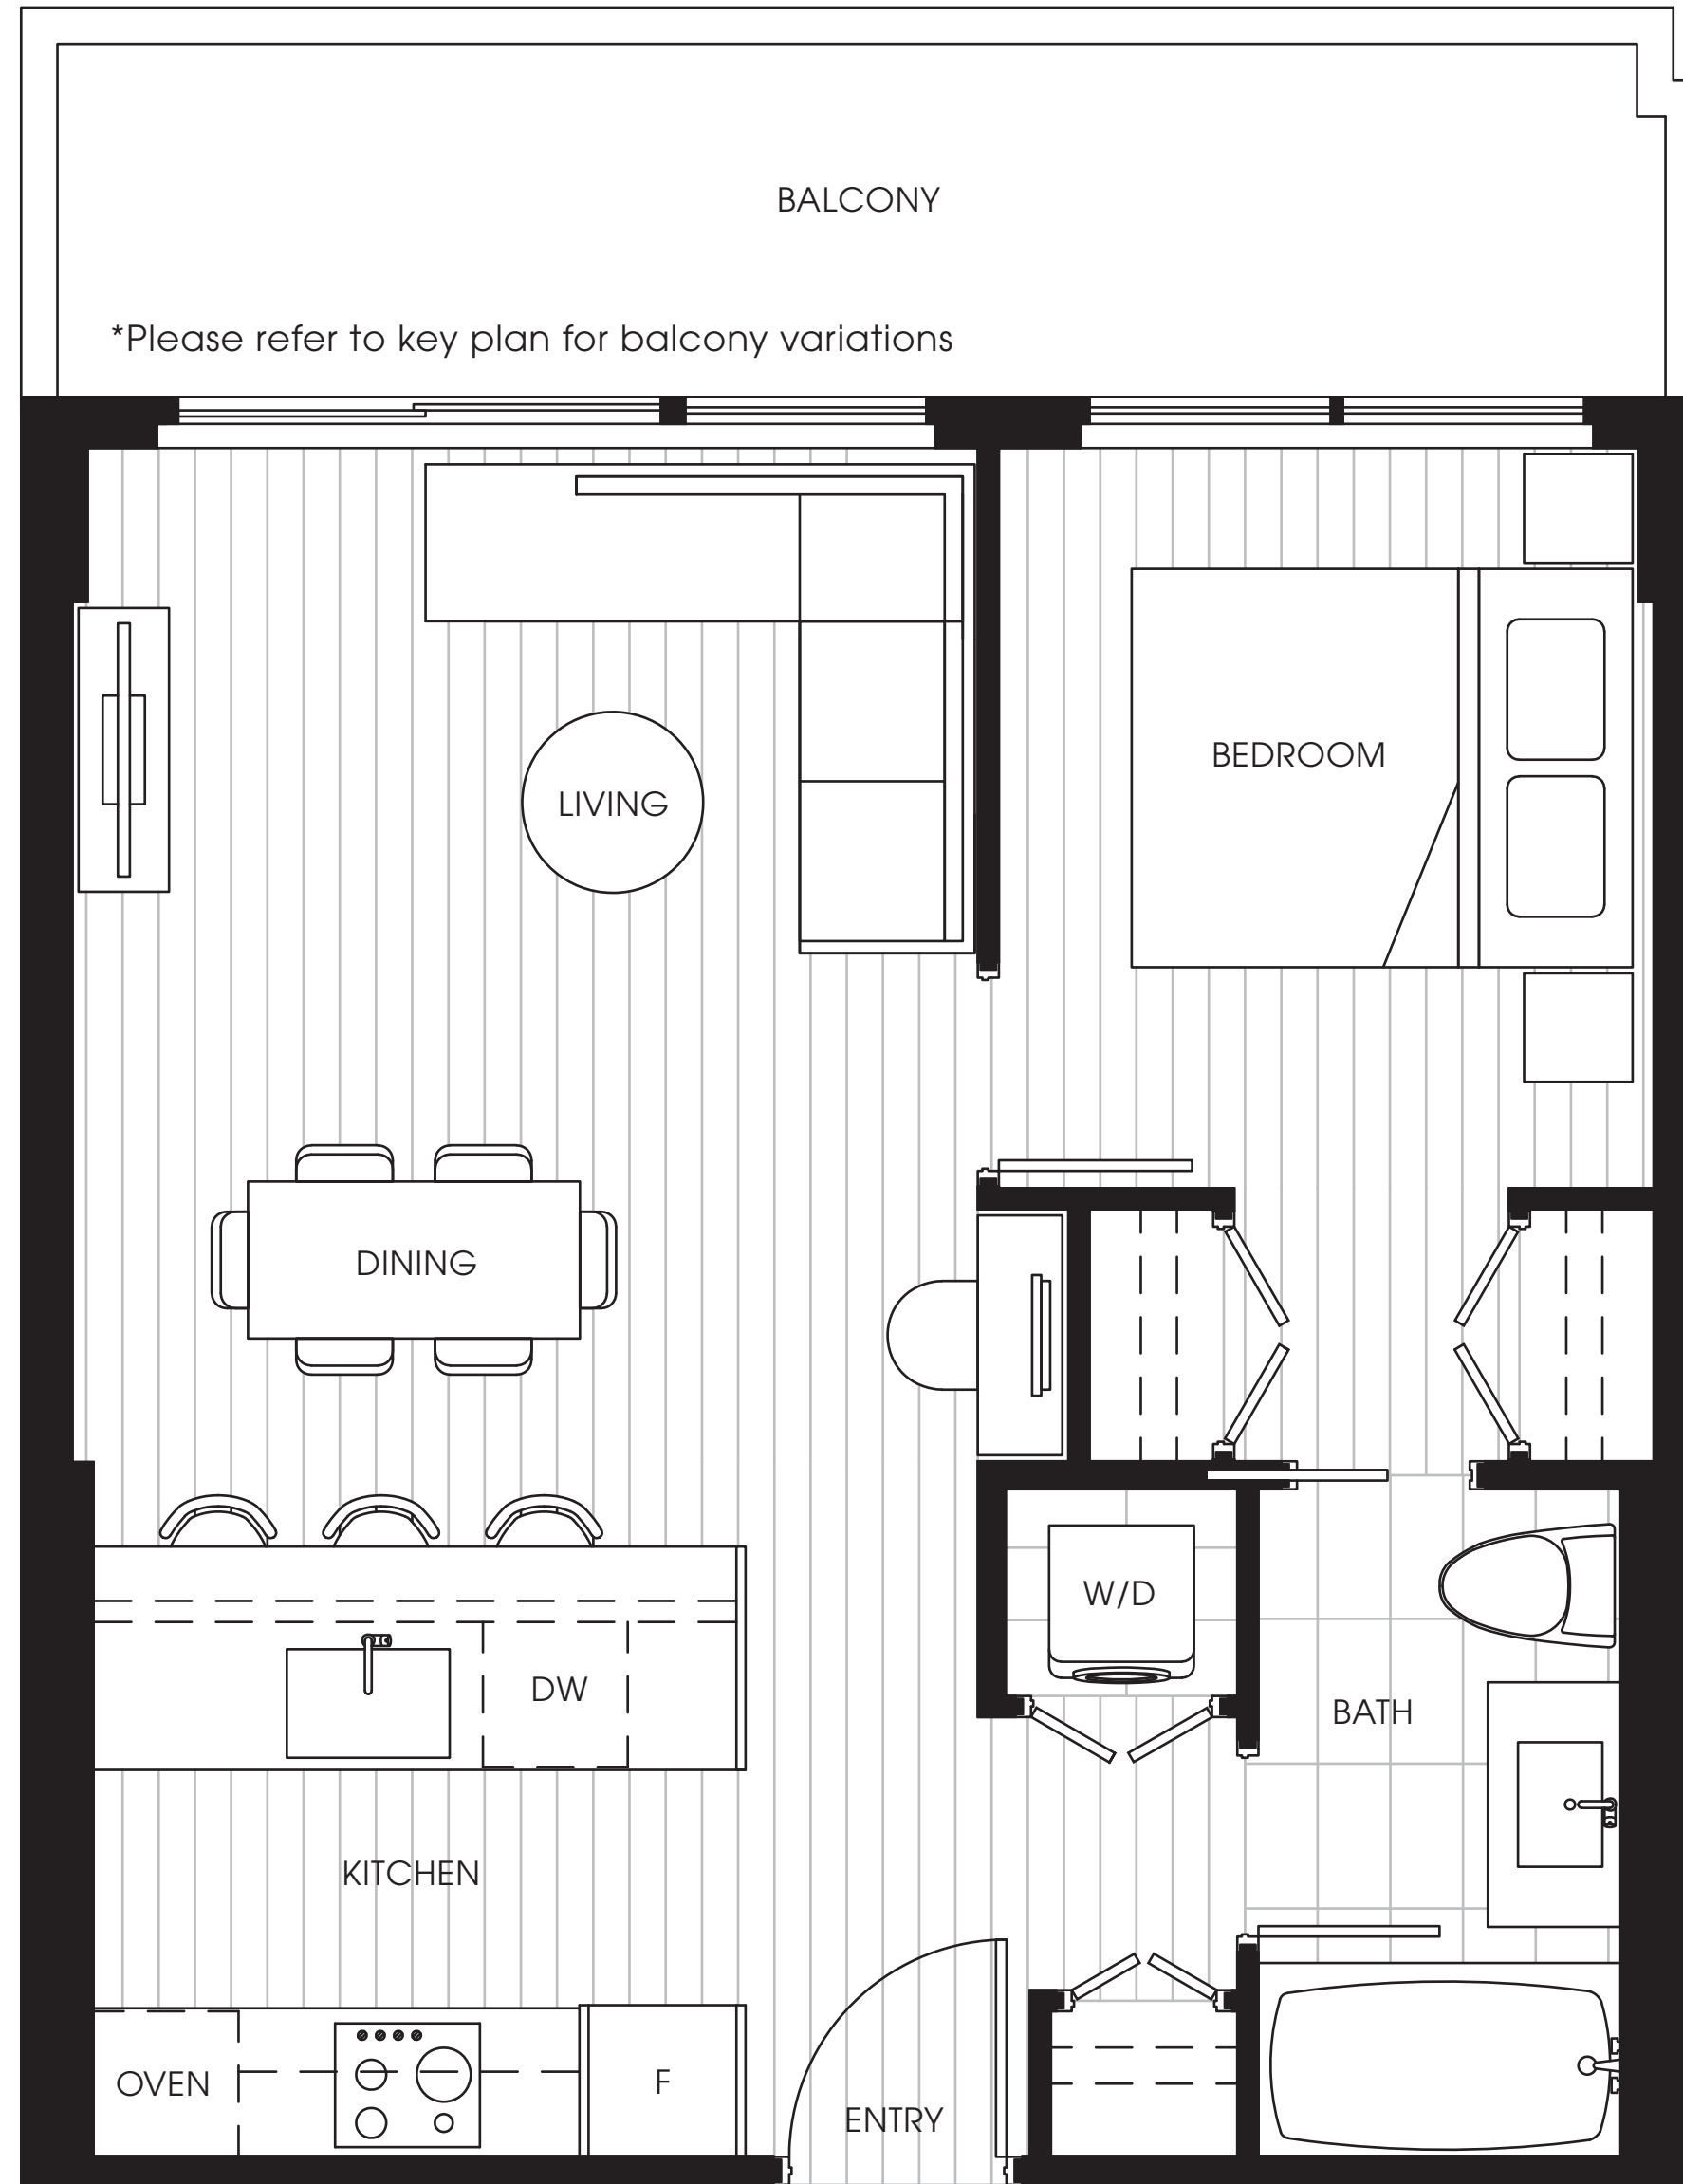 BALCONY
*Please refer to key plan for balcony variations
BEDROOM
LIVING
DINING
W/D
DW
BATH
KITCHEN
OVEN
F
ENTRY